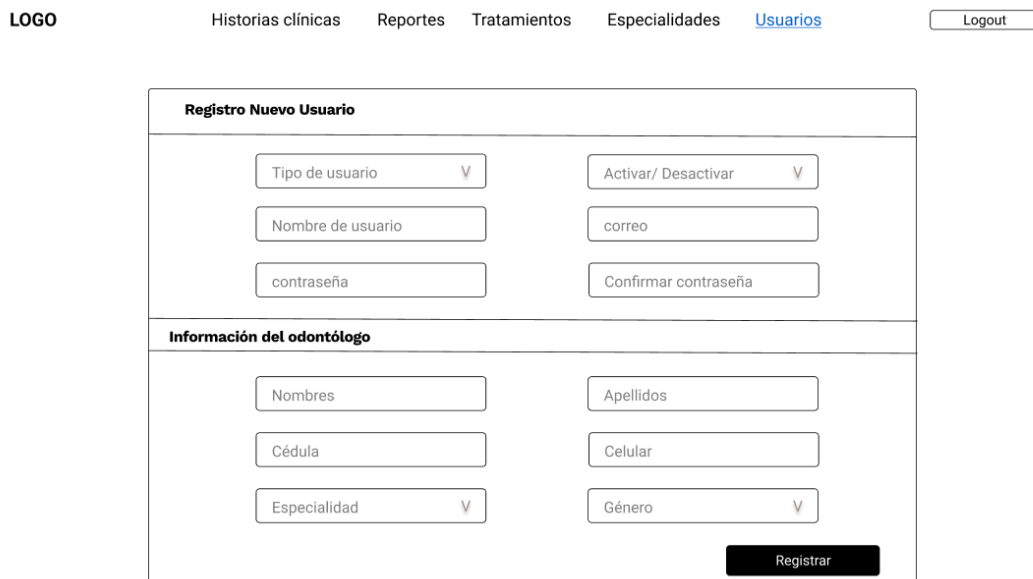 LOGO Historias clínicas Reportes Tratamientos Especialidades Usuarios Logout
Registro Nuevo Usuario
Tipo de usuario V Activar/ Desactivar V
Nombre de usuario correo
contraseña Confirmar contraseña
Información del odontólogo
Nombres Apellidos
Cédula Celular
Especialidad V Género V
Registrar